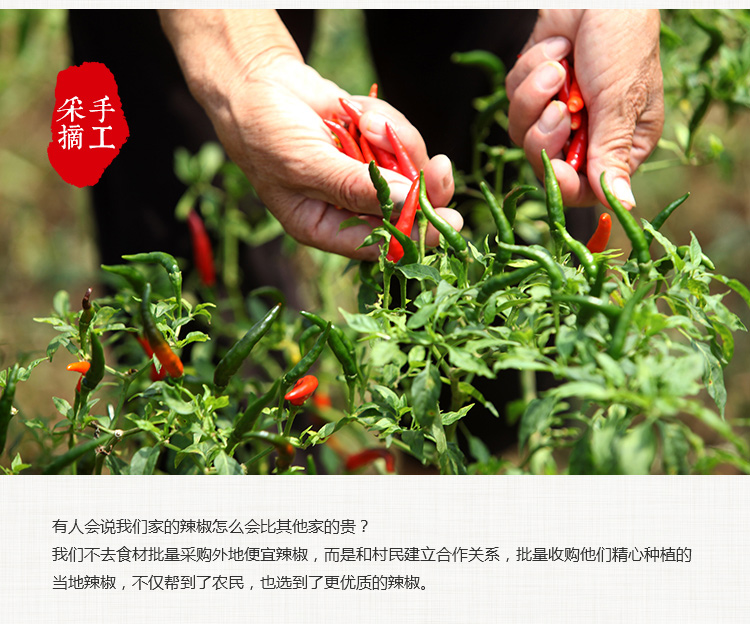 手工
采摘
有人会说我们家的辣椒怎么会比其他家的贵？
我们不去食材批量采购外地便宜辣椒，而是和村民建立合作关系，批量收购他们精心种植的
当地辣椒，不仅帮到了农民，也选到了更优质的辣椒。